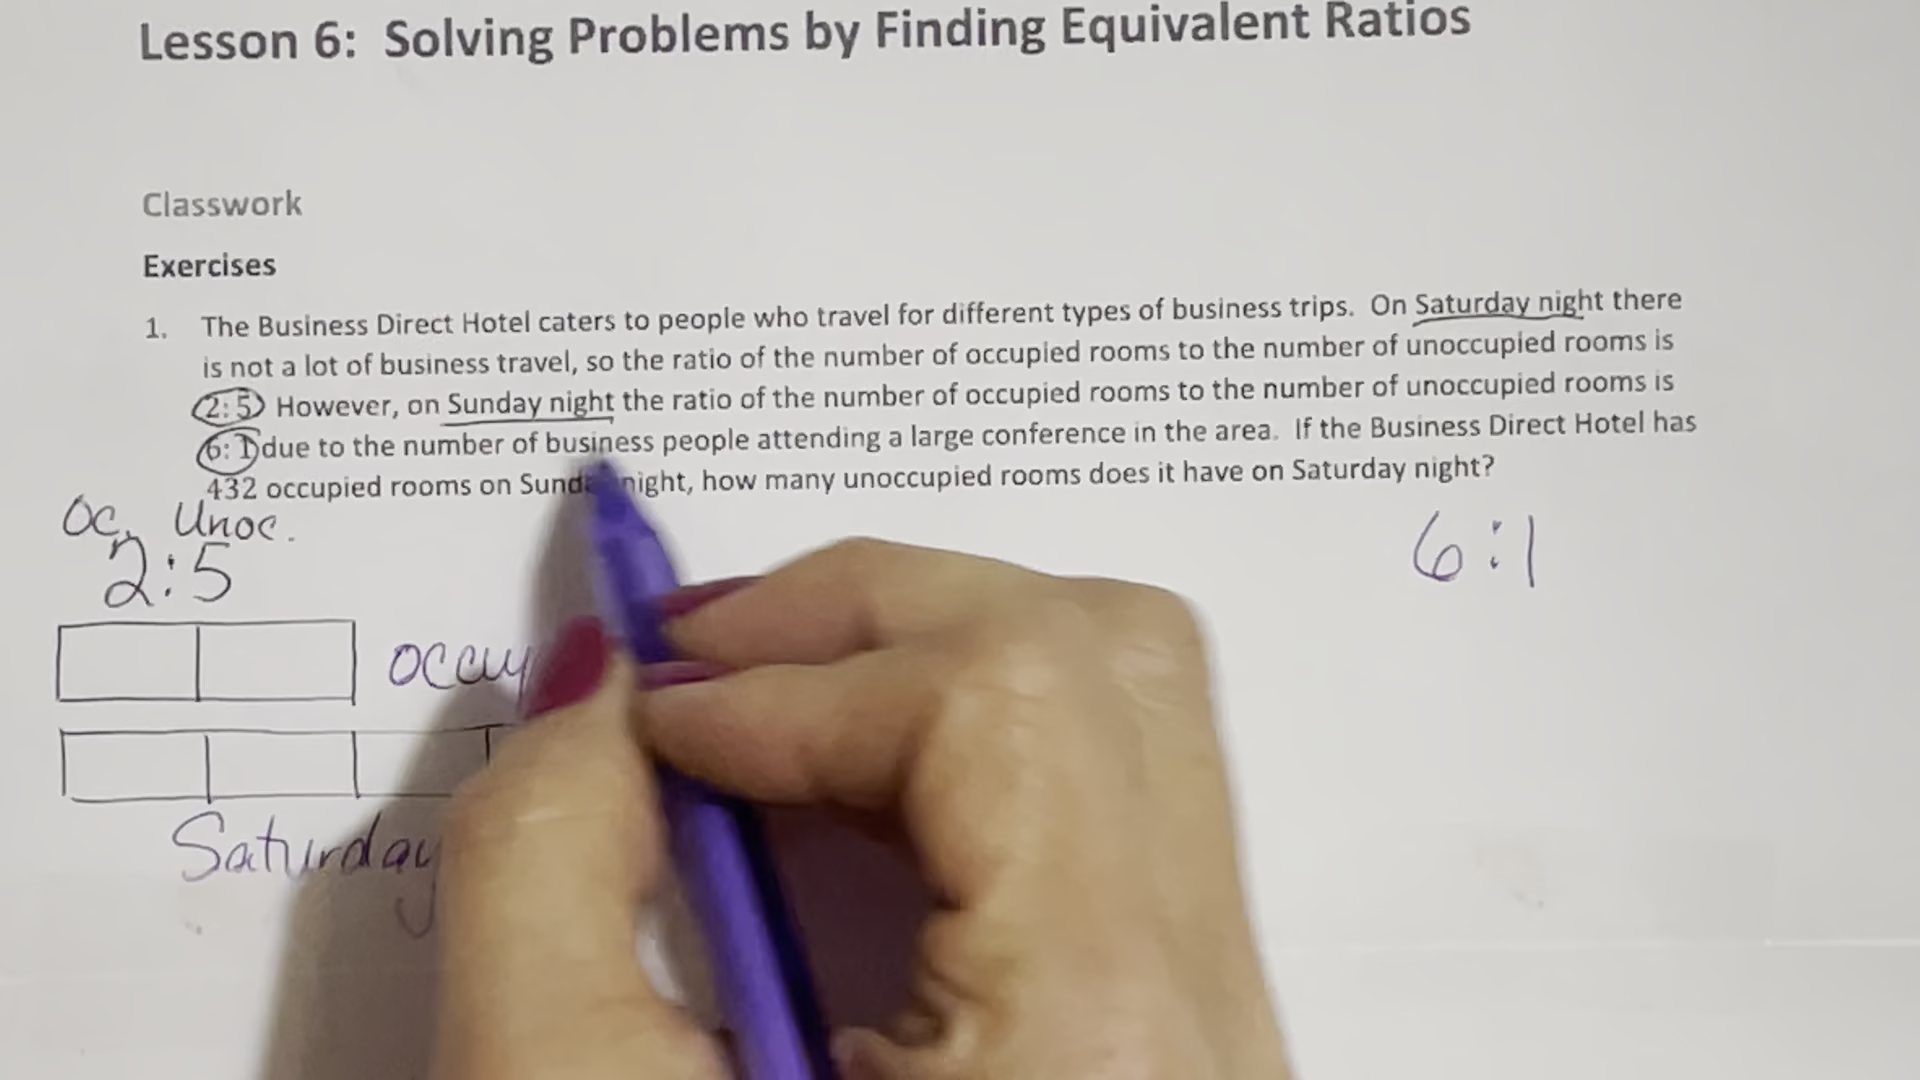 Lesson 6: Solving Problems by Finding Equivalent Ratios
Classwork
Exercises
1. The Business Direct Hotel caters to people who travel for different types of business trips. On Saturday night there
is not a lot of business travel, so the ratio of the number of occupied rooms to the number of unoccupied rooms is
2:5 However, on Sunday night the ratio of the number of occupied rooms to the number of unoccupied rooms is
6:1 due to the number of business people attending a large conference in the area. If the Business Direct Hotel has
432 occupied rooms on night, how many unoccupied rooms does it have on Saturday night?
Oc. Unoc.
2:5
6:1
Saturday